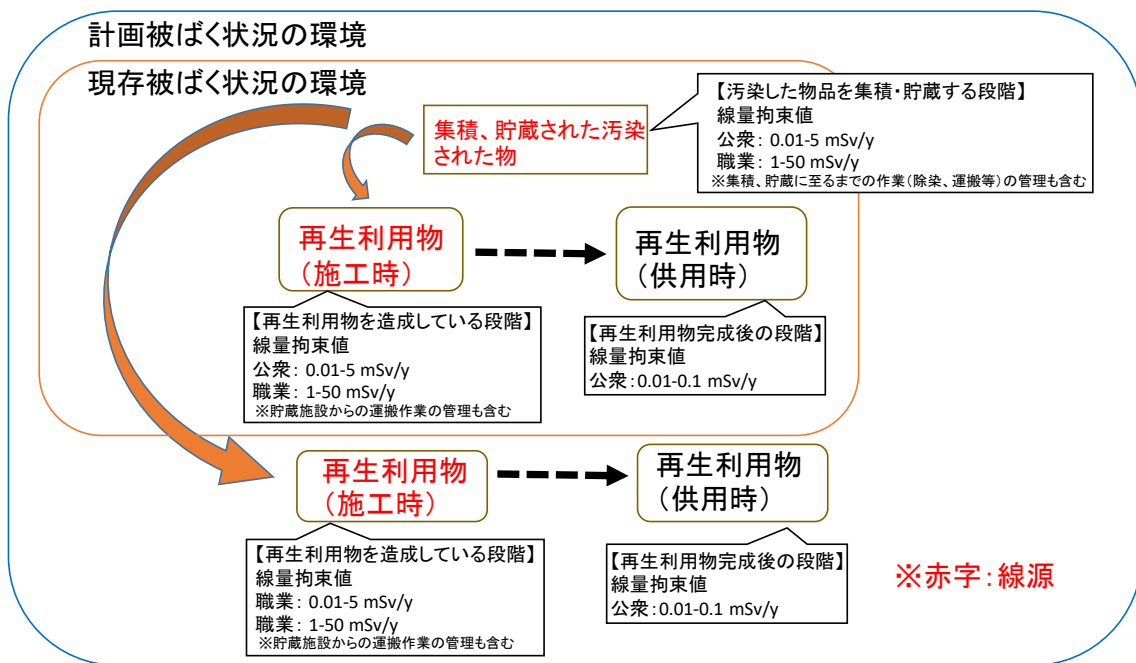 計画被ばく状況の環境
現存被ばく状況の環境
集積、貯蔵された汚染
された物
【汚染した物品を集積・貯蔵する段階】
線量拘束値
公衆: 0.01-5 mSv/y
職業: 1-50 mSv/y
※集積、貯蔵に至るまでの作業(除染、運搬等)の管理も含む
再生利用物
(施工時)
再生利用物
(供用時)
【再生利用物を造成している段階】
線量拘束値
公衆: 0.01-5 mSv/y
職業: 1-50 mSv/y
※貯蔵施設からの運搬作業の管理も含む
【再生利用物完成後の段階】
線量拘束値
公衆:0.01-0.1 mSv/y
再生利用物
(施工時)
再生利用物
(供用時)
【再生利用物を造成している段階】
線量拘束値
職業: 0.01-5 mSv/y
職業: 1-50 mSv/y
※貯蔵施設からの運搬作業の管理も含む
【再生利用物完成後の段階】
線量拘束値
公衆:0.01-0.1 mSv/y
※赤字:線源